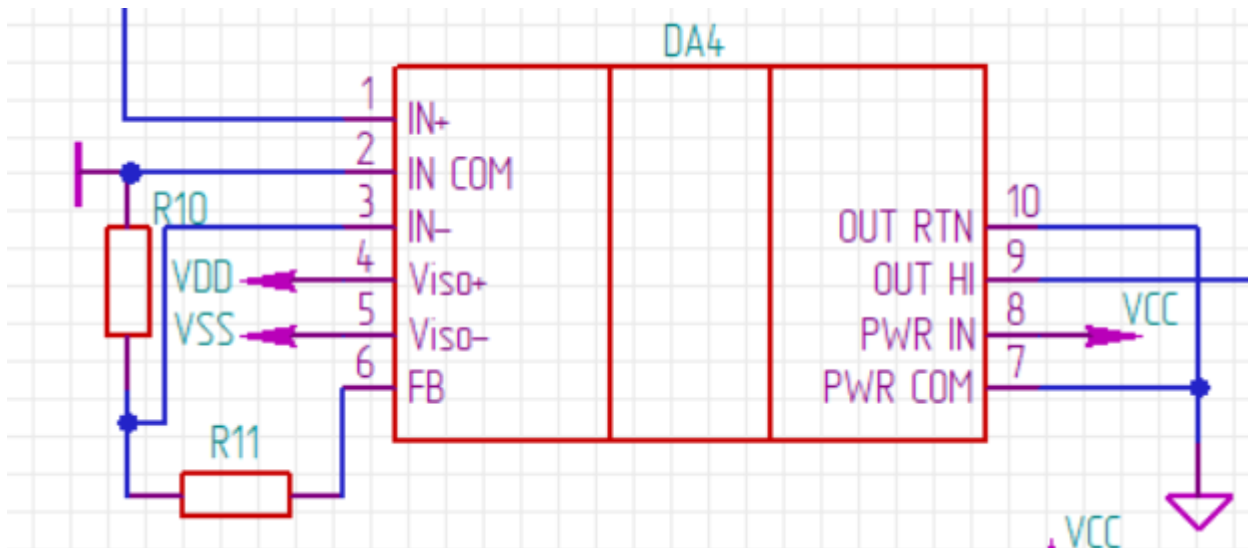 DA4
1
IN+
2
IN COM
R10
3
IN-
VDD
4
Viso+
VSS
5
Viso-
6
FB
R11
OUT RTN
10
OUT HI
9
PWR IN
8
VCC
PWR COM
7
VCC